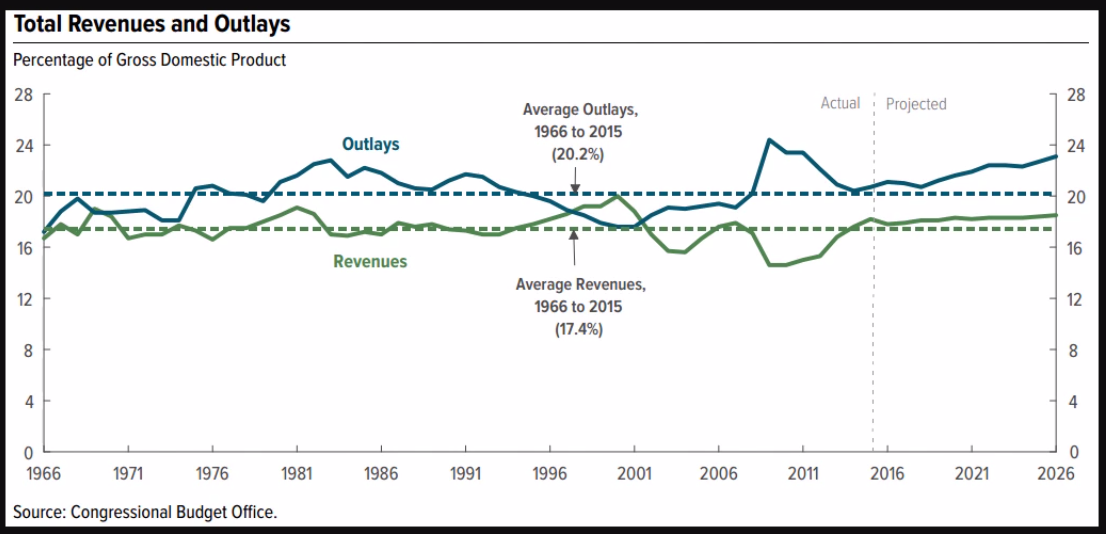 Total Revenues and Outlays
Percentage of Gross Domestic Product
28
24
20
16
12
8
4
0
28
24
20
16
12
8
4
0
Actual
Projected
Average Outlays,
1966 to 2015
(20.2%)
Outlays
Revenues
Average Revenues,
1966 to 2015
(17.4%)
1966 1971 1976 1981 1986 1991 1996 2001 2006 2011 2016 2021 2026
Source: Congressional Budget Office.